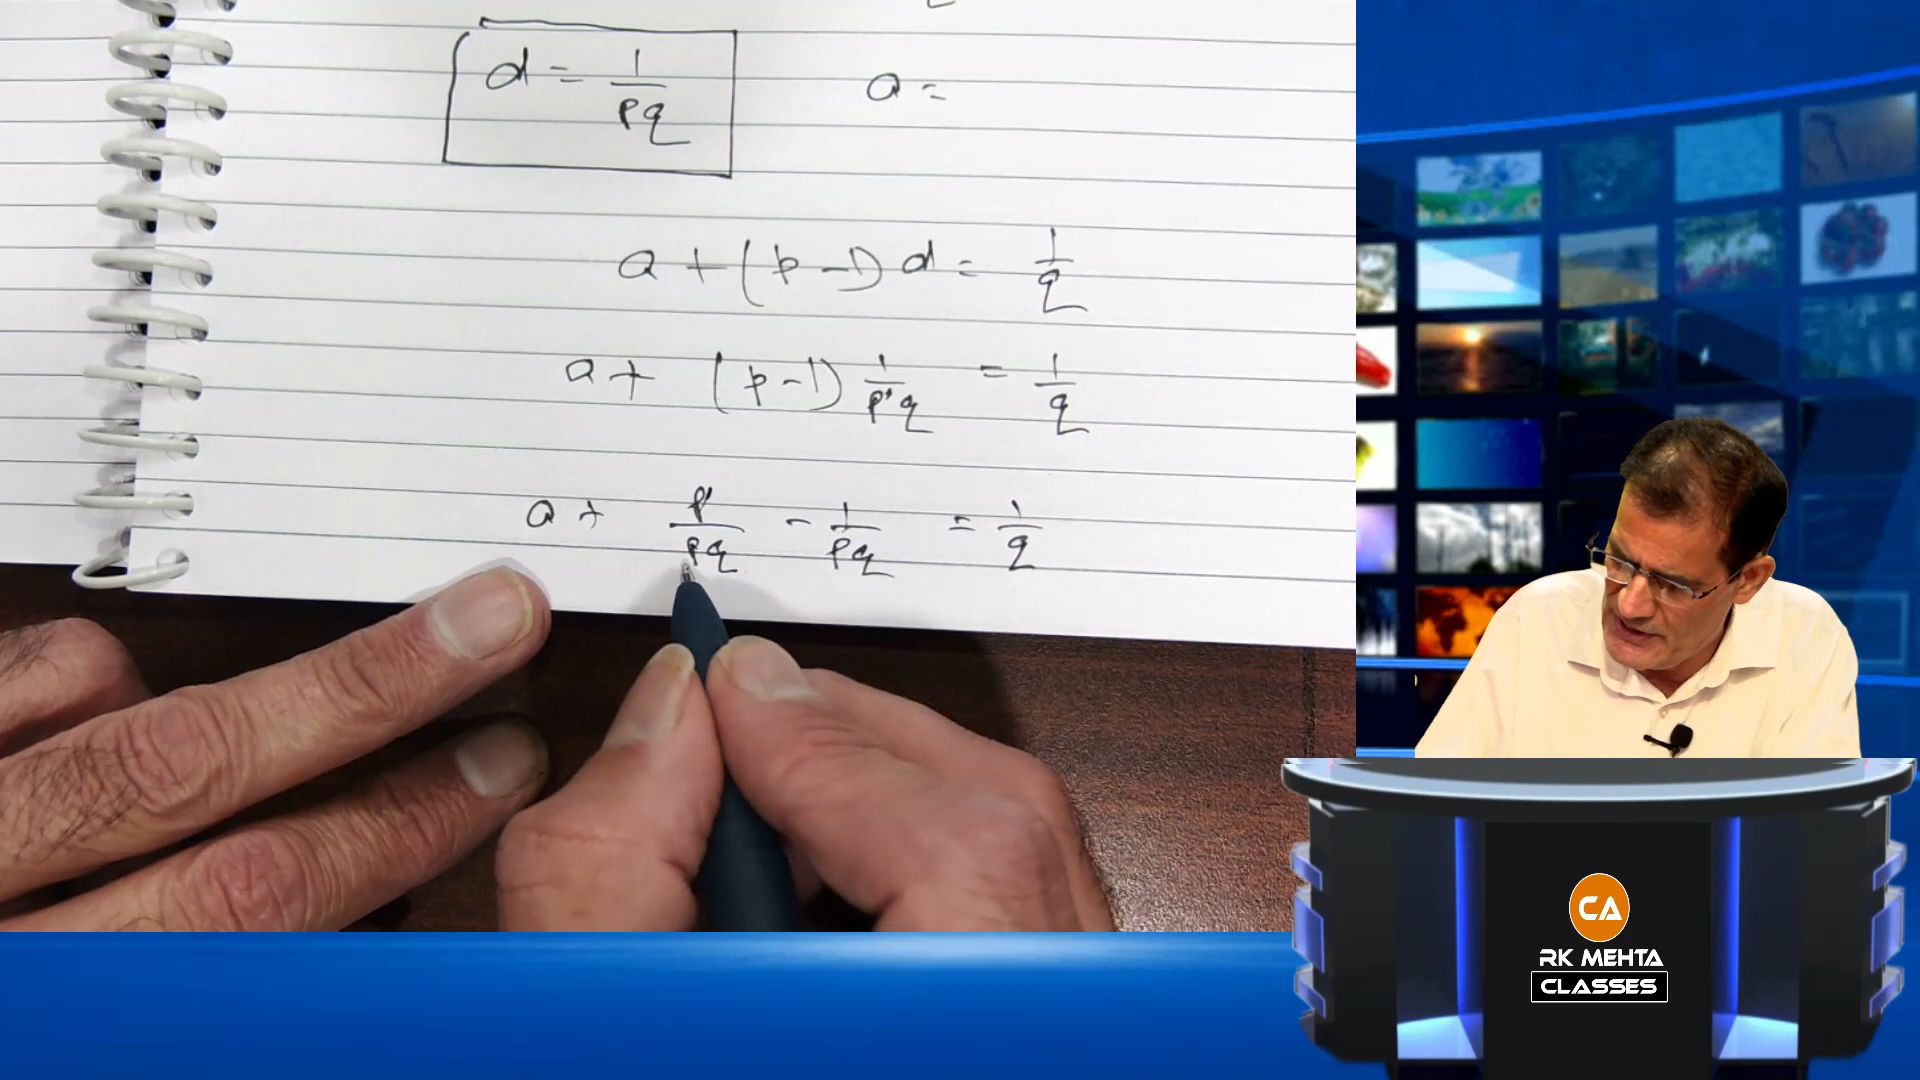 d = 1/pq
a =
a + (p - 1) d = 1/q
a + (p - 1) 1/pq = 1/q
a + p/pq - 1/pq = 1/q
CA
RK MEHTA
CLASSES